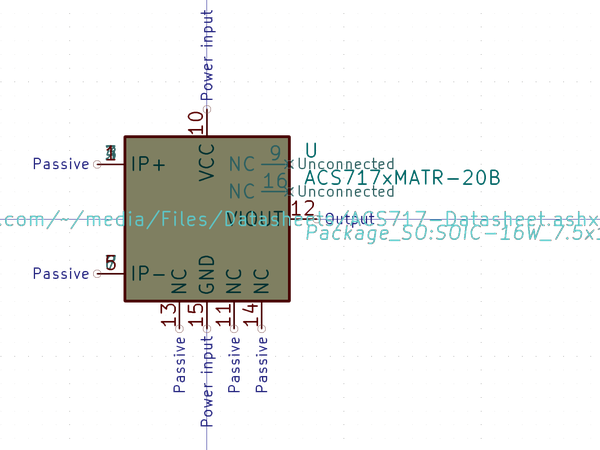 Power input
10
VCC
U
ACS717xMATR-20B
Passive
IP+
NC 9 Unconnected
NC 16 Unconnected
12
VIOUT
Output
.com/~/media/Files/Datasheets/ACS717-Datasheet.ashx
Package_SO:SOIC-16W_7.5x1
Passive
IP-
NC
GND
NC
NC
13
15
11
14
Passive
Power input
Passive
Passive